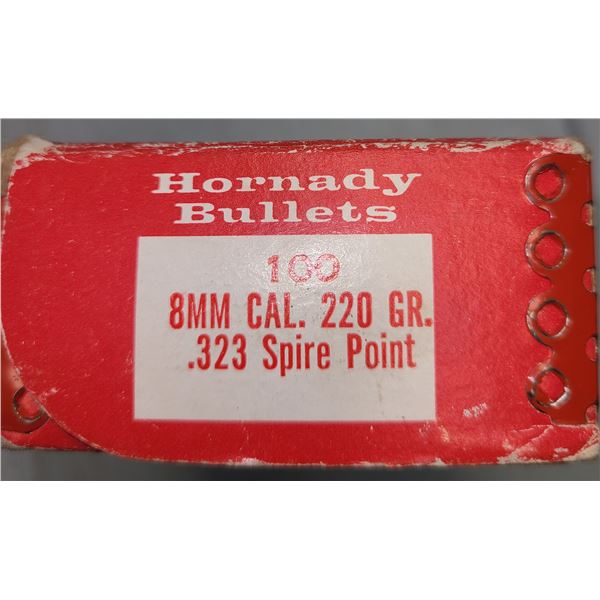 Hornady
Bullets
100
8MM CAL. 220 GR.
.323 Spire Point